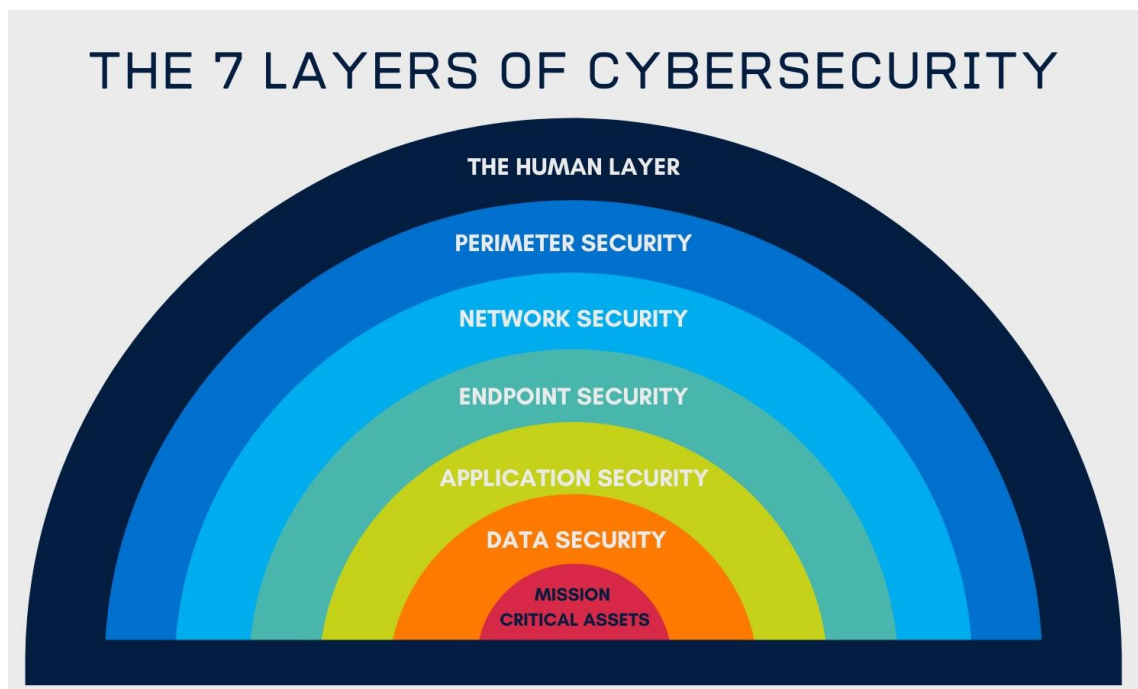 THE 7 LAYERS OF CYBERSECURITY
THE HUMAN LAYER
PERIMETER SECURITY
NETWORK SECURITY
ENDPOINT SECURITY
APPLICATION SECURITY
DATA SECURITY
MISSION
CRITICAL ASSETS